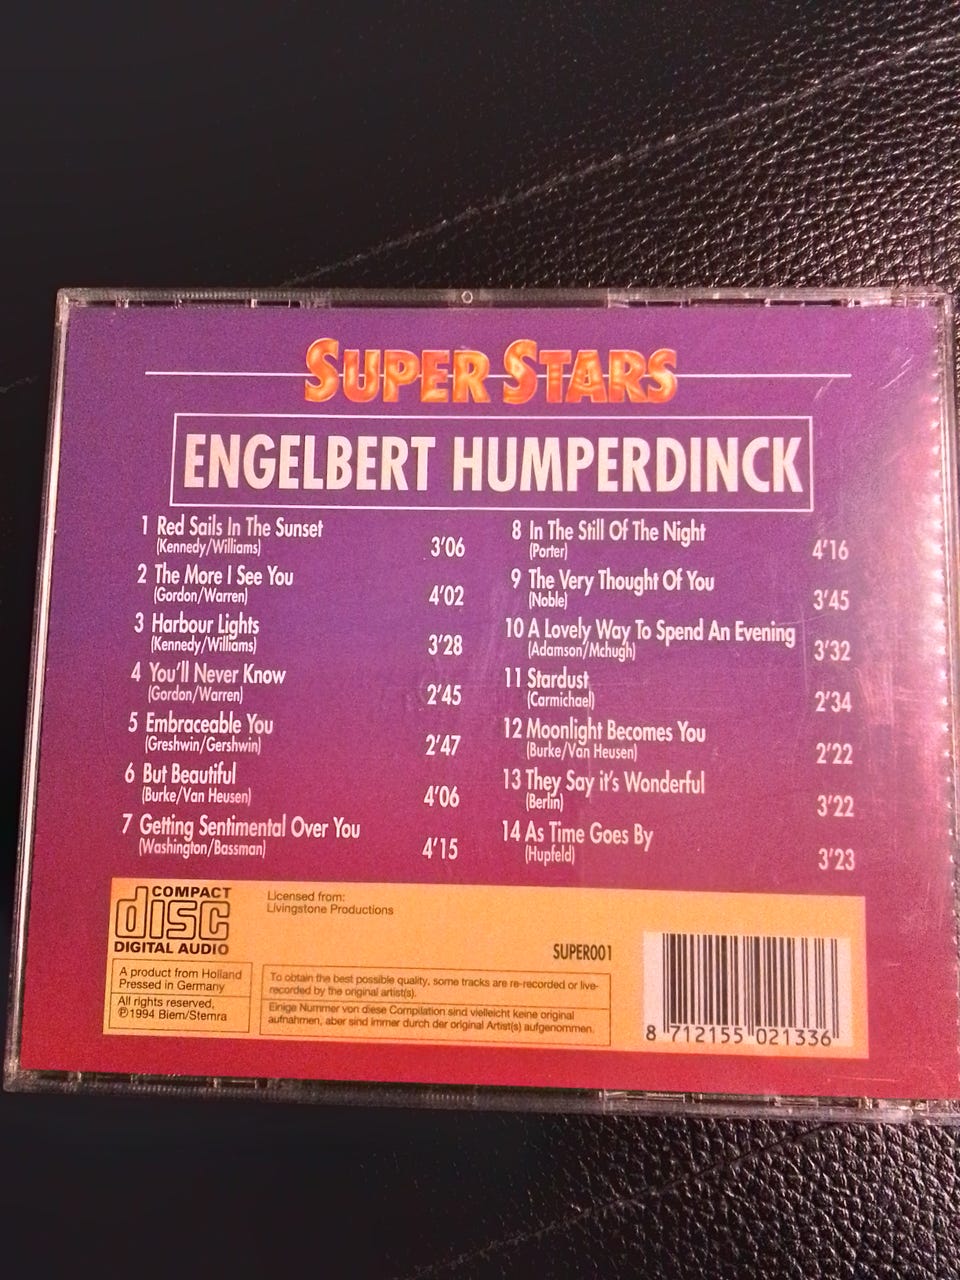 SUPER STARS
ENGELBERT HUMPERDINCK
1 Red Sails In The Sunset
(Kennedy/Williams) 3'06
2 The More I See You
(Gordon/Warren) 4'02
3 Harbour Lights
(Kennedy/Williams) 3'28
4 You'll Never Know
(Gordon/Warren) 2'45
5 Embraceable You
(Greshwin/Gershwin) 2'47
6 But Beautiful
(Burke/Van Heusen) 4'06
7 Getting Sentimental Over You
(Washington/Bassman) 4'15
8 In The Still Of The Night
(Porter) 4'16
9 The Very Thought Of You
(Noble) 3'45
10 A Lovely Way To Spend An Evening
(Adamson/Mchugh) 3'32
11 Stardust
(Carmichael) 2'34
12 Moonlight Becomes You
(Burke/Van Heusen) 2'22
13 They Say it's Wonderful
(Berlin) 3'22
14 As Time Goes By
(Hupfeld) 3'23
COMPACT
disc
DIGITAL AUDIO
Licensed from:
Livingstone Productions
SUPER001
A product from Holland
Pressed in Germany
All rights reserved,
℗1994 Biem/Stemra
To obtain the best possible quality, some tracks are re-recorded or live-
recorded by the original artist(s).
Einige Nummer von diese Compilation sind vielleicht keine original
aufnahmen, aber sind immer durch der original Artist(s) aufgenommen.
8 712155 021336